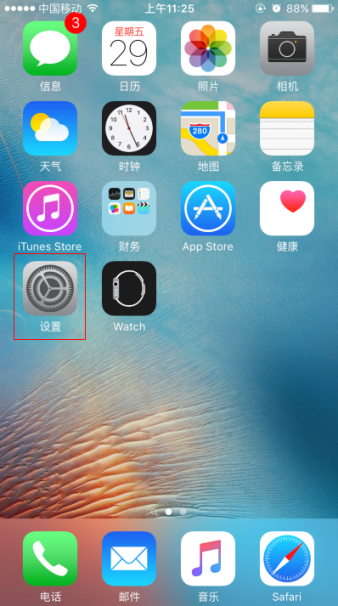 中国移动 上午11:25 88%
3
星期五
29
280
信息 日历 照片 相机
天气 时钟 地图 备忘录
iTunes Store 财务 App Store 健康
设置 Watch
电话 邮件 音乐 Safari